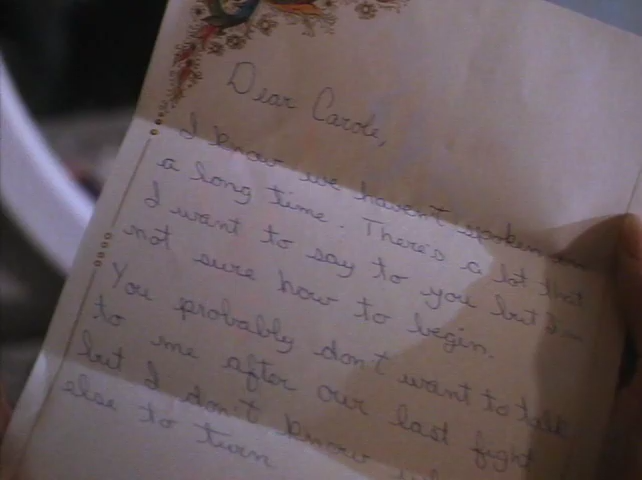 Dear Carole,
I know we haven't spoken in
a long time. There's a lot that
I want to say to you but I'm
not sure how to begin.
You probably don't want to talk
to me after our last fight
but I don't know
else to turn